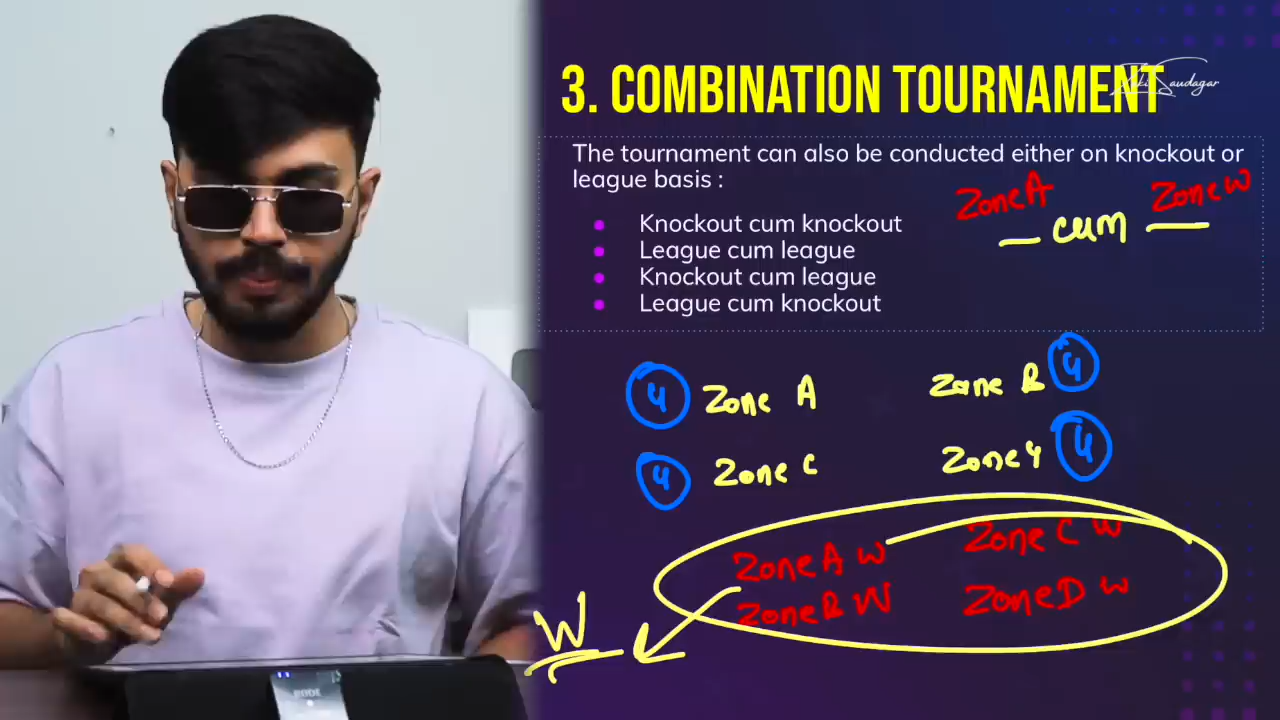 3. COMBINATION TOURNAMENT
The tournament can also be conducted either on knockout or
league basis :
Knockout cum knockout
League cum league
Knockout cum league
League cum knockout
Zone A Zone W
— cum —
4 Zone A Zone B 4
4 Zone C Zone 4 4
Zone A W Zone C W
Zone B W Zone D W
W
RODE